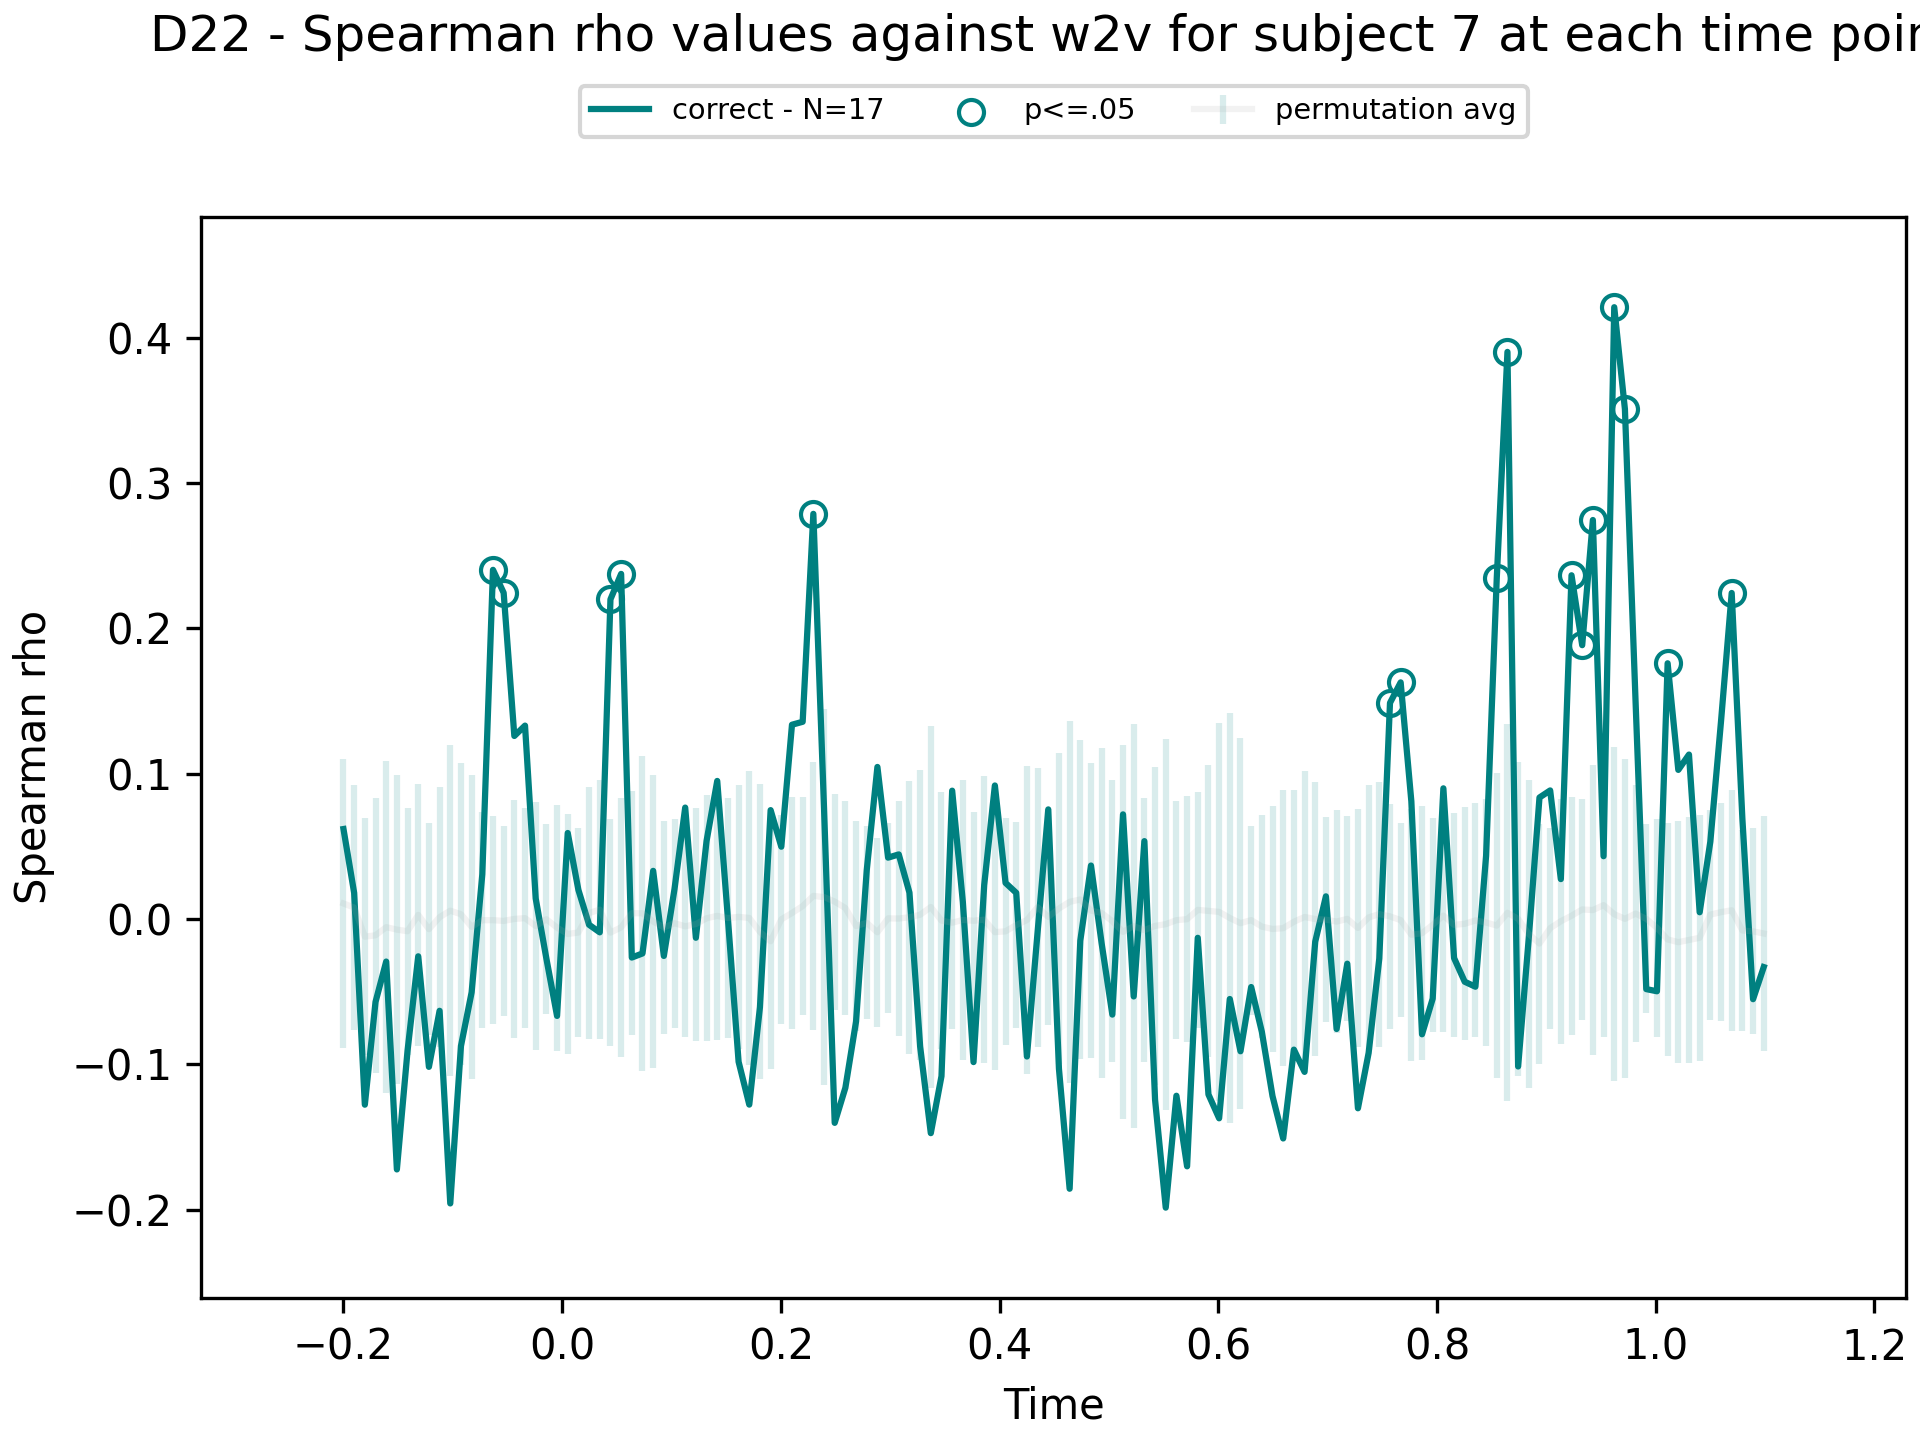 D22 - Spearman rho values against w2v for subject 7 at each time
correct - N=17
p<=.05
permutation avg
Spearman rho
0.4
0.3
0.2
0.1
0.0
−0.1
−0.2
−0.2
0.0
0.2
0.4
0.6
0.8
1.0
1.2
Time